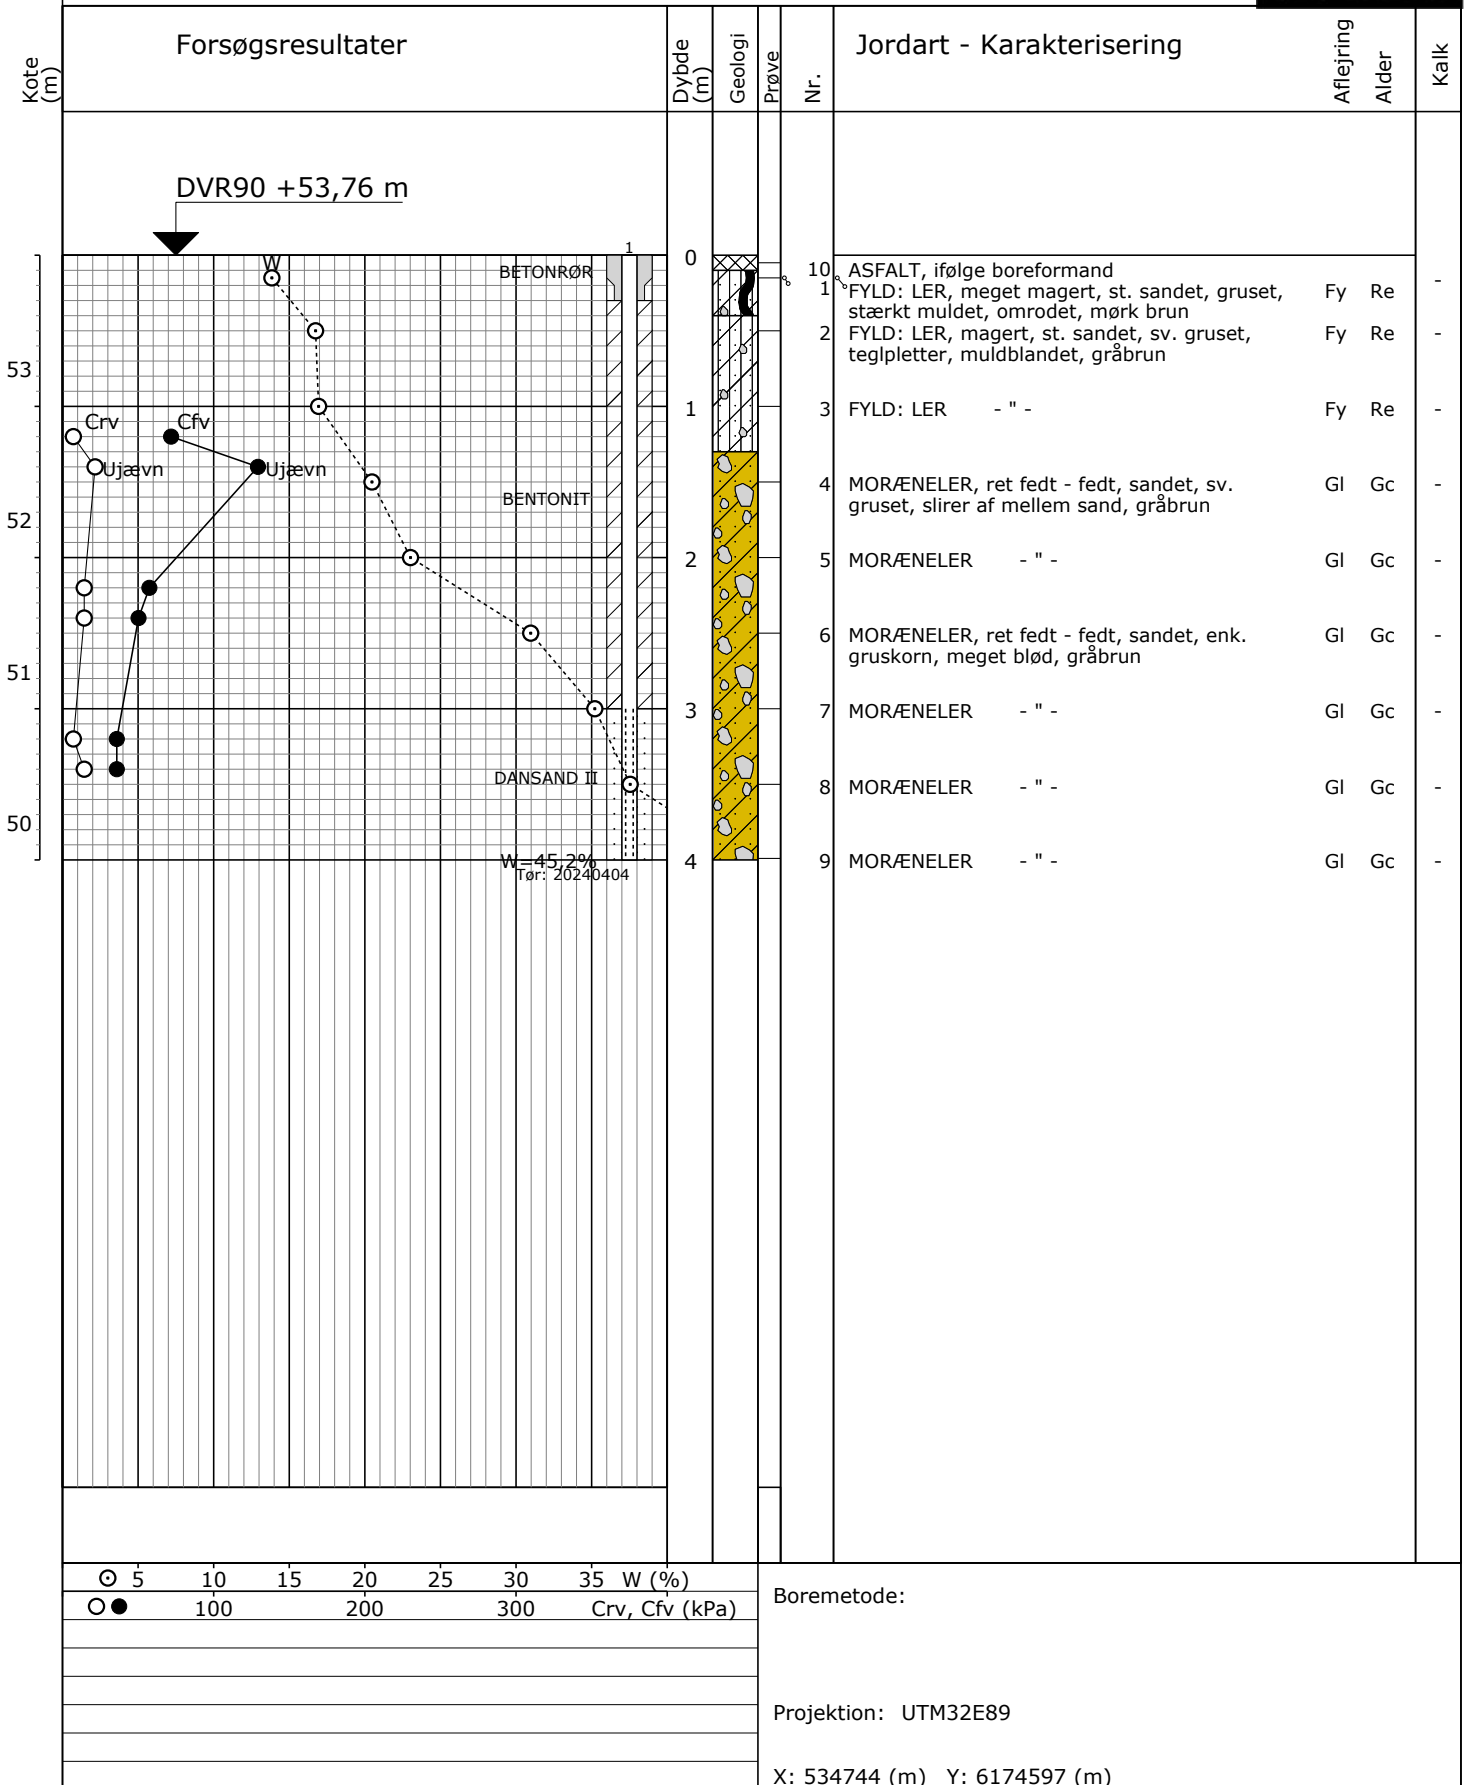 Kote (m)
Forsøgsresultater
Dybde (m)
Geologi
Prøve
Nr.
Jordart - Karakterisering
Aflejring
Alder
Kalk
DVR90 +53,76 m
W
BETONRØR
1
0
10 ASFALT, ifølge boreformand -
1 FYLD: LER, meget magert, st. sandet, gruset, Fy Re
stærkt muldet, omrodet, mørk brun
2 FYLD: LER, magert, st. sandet, sv. gruset, Fy Re -
teglpletter, muldblandet, gråbrun
53
1
3 FYLD: LER - " - Fy Re -
Crv
Cfv
Ujævn
Ujævn
BENTONIT
4 MORÆNELER, ret fedt - fedt, sandet, sv. Gl Gc -
gruset, slirer af mellem sand, gråbrun
52
2
5 MORÆNELER - " - Gl Gc -
6 MORÆNELER, ret fedt - fedt, sandet, enk. Gl Gc -
gruskorn, meget blød, gråbrun
51
3
7 MORÆNELER - " - Gl Gc -
DANSAND II
8 MORÆNELER - " - Gl Gc -
50
W=45,2%
4
9 MORÆNELER - " - Gl Gc -
Tør: 20240404
5 10 15 20 25 30 35 W (%)
100 200 300 Crv, Cfv (kPa)
Boremetode:
Projektion: UTM32E89
X: 534744 (m) Y: 6174597 (m)